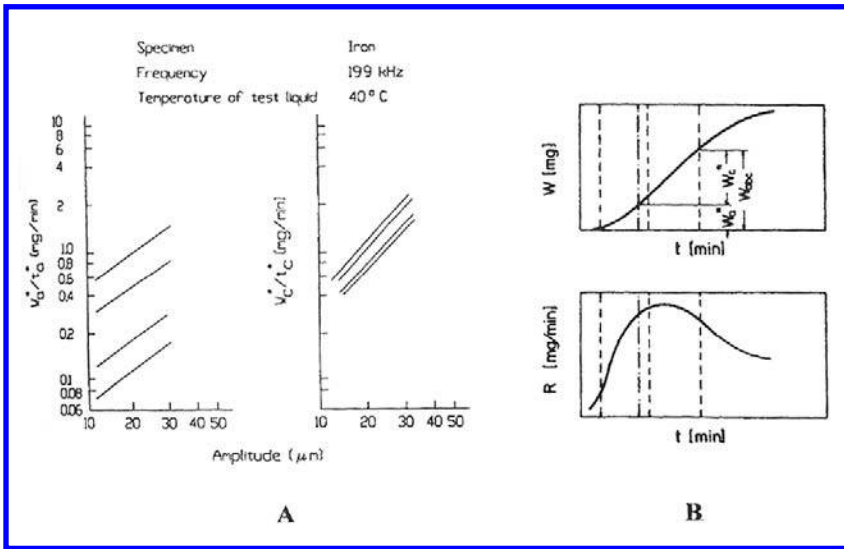 Specimen Iron
Frequency 199 kHz
Temperature of test liquid 40° C
10
8
6
4
2
1.0
0.8
0.6
0.4
0.2
0.1
0.08
0.06
10 20 30 40 50
10 20 30 40 50
Amplitude (μm)
A
W [mg]
Wabc
t [min]
R [mg/min]
t [min]
B